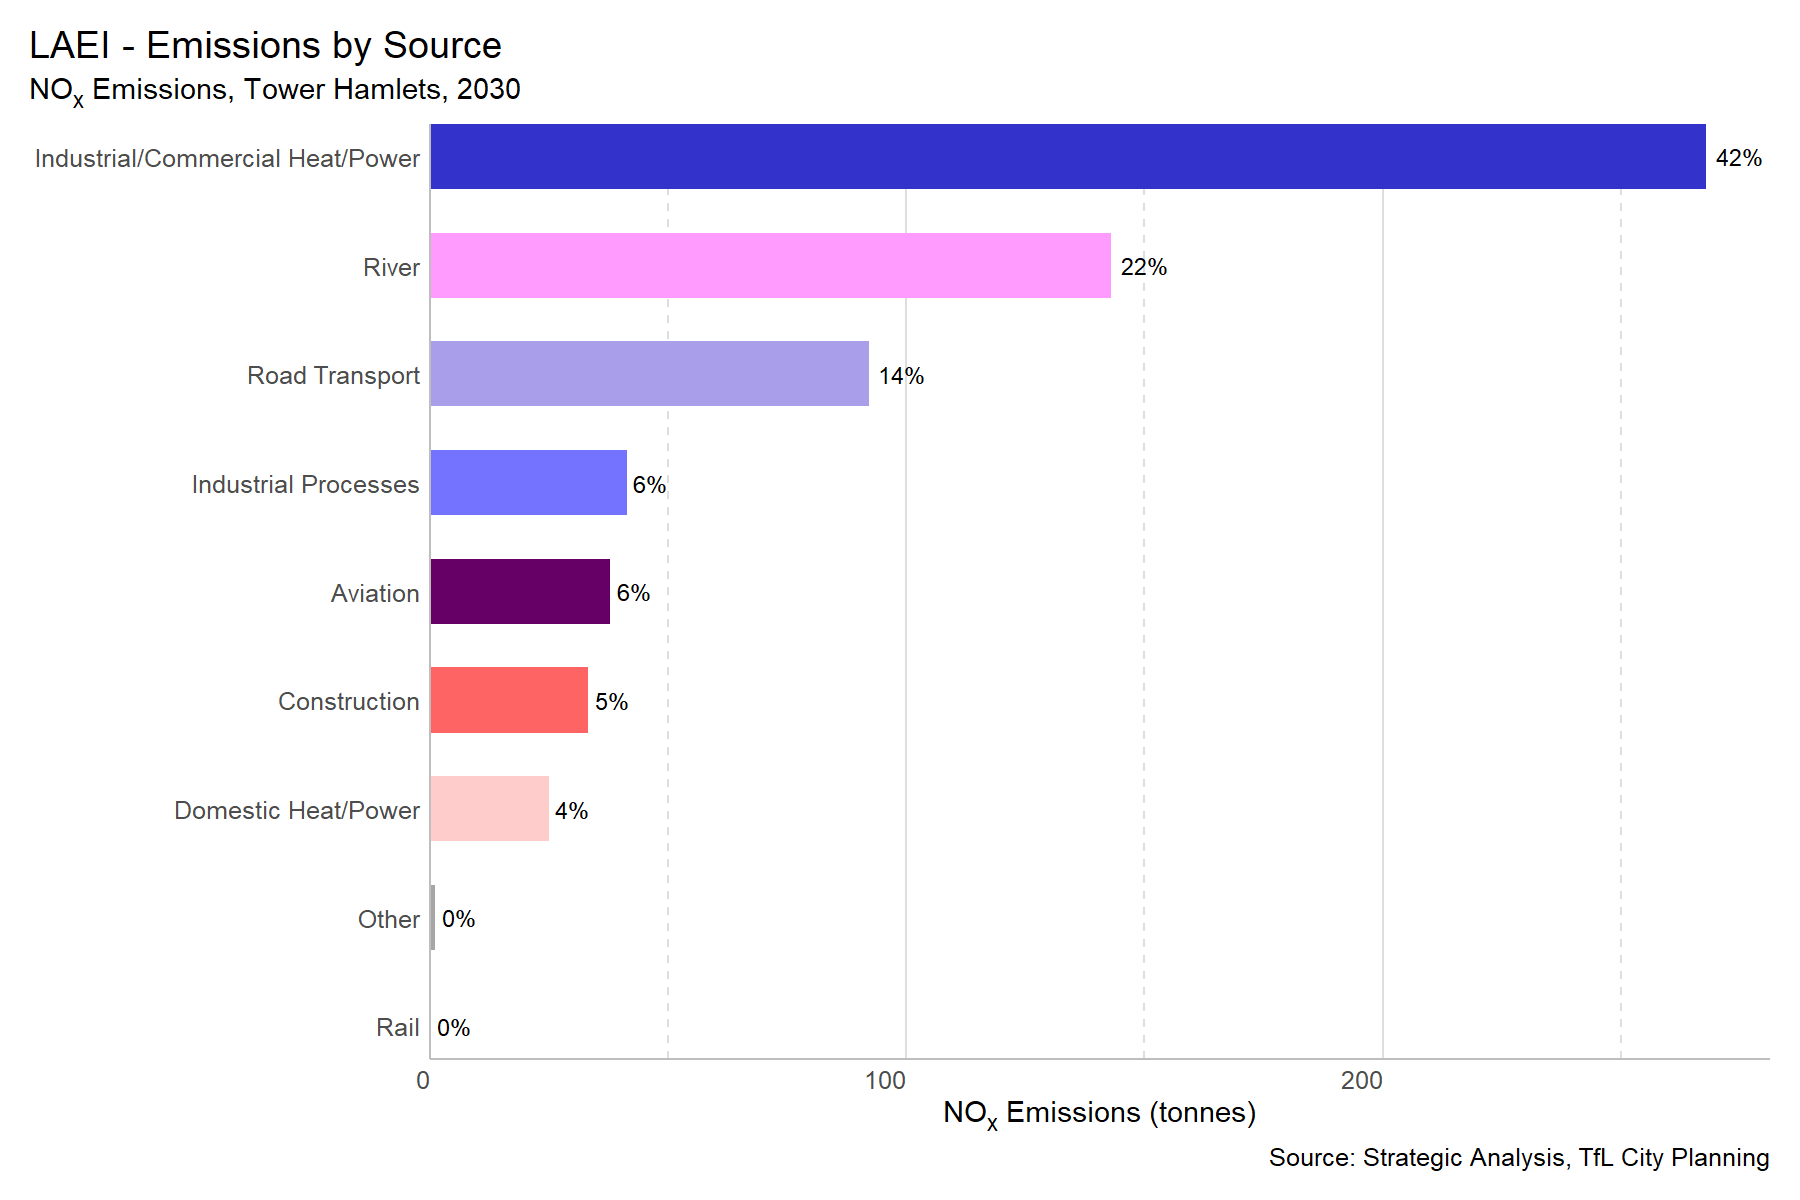 LAEI - Emissions by Source
NOx Emissions, Tower Hamlets, 2030
Industrial/Commercial Heat/Power 42%
River 22%
Road Transport 14%
Industrial Processes 6%
Aviation 6%
Construction 5%
Domestic Heat/Power 4%
Other 0%
Rail 0%
0 100 200
NOx Emissions (tonnes)
Source: Strategic Analysis, TfL City Planning